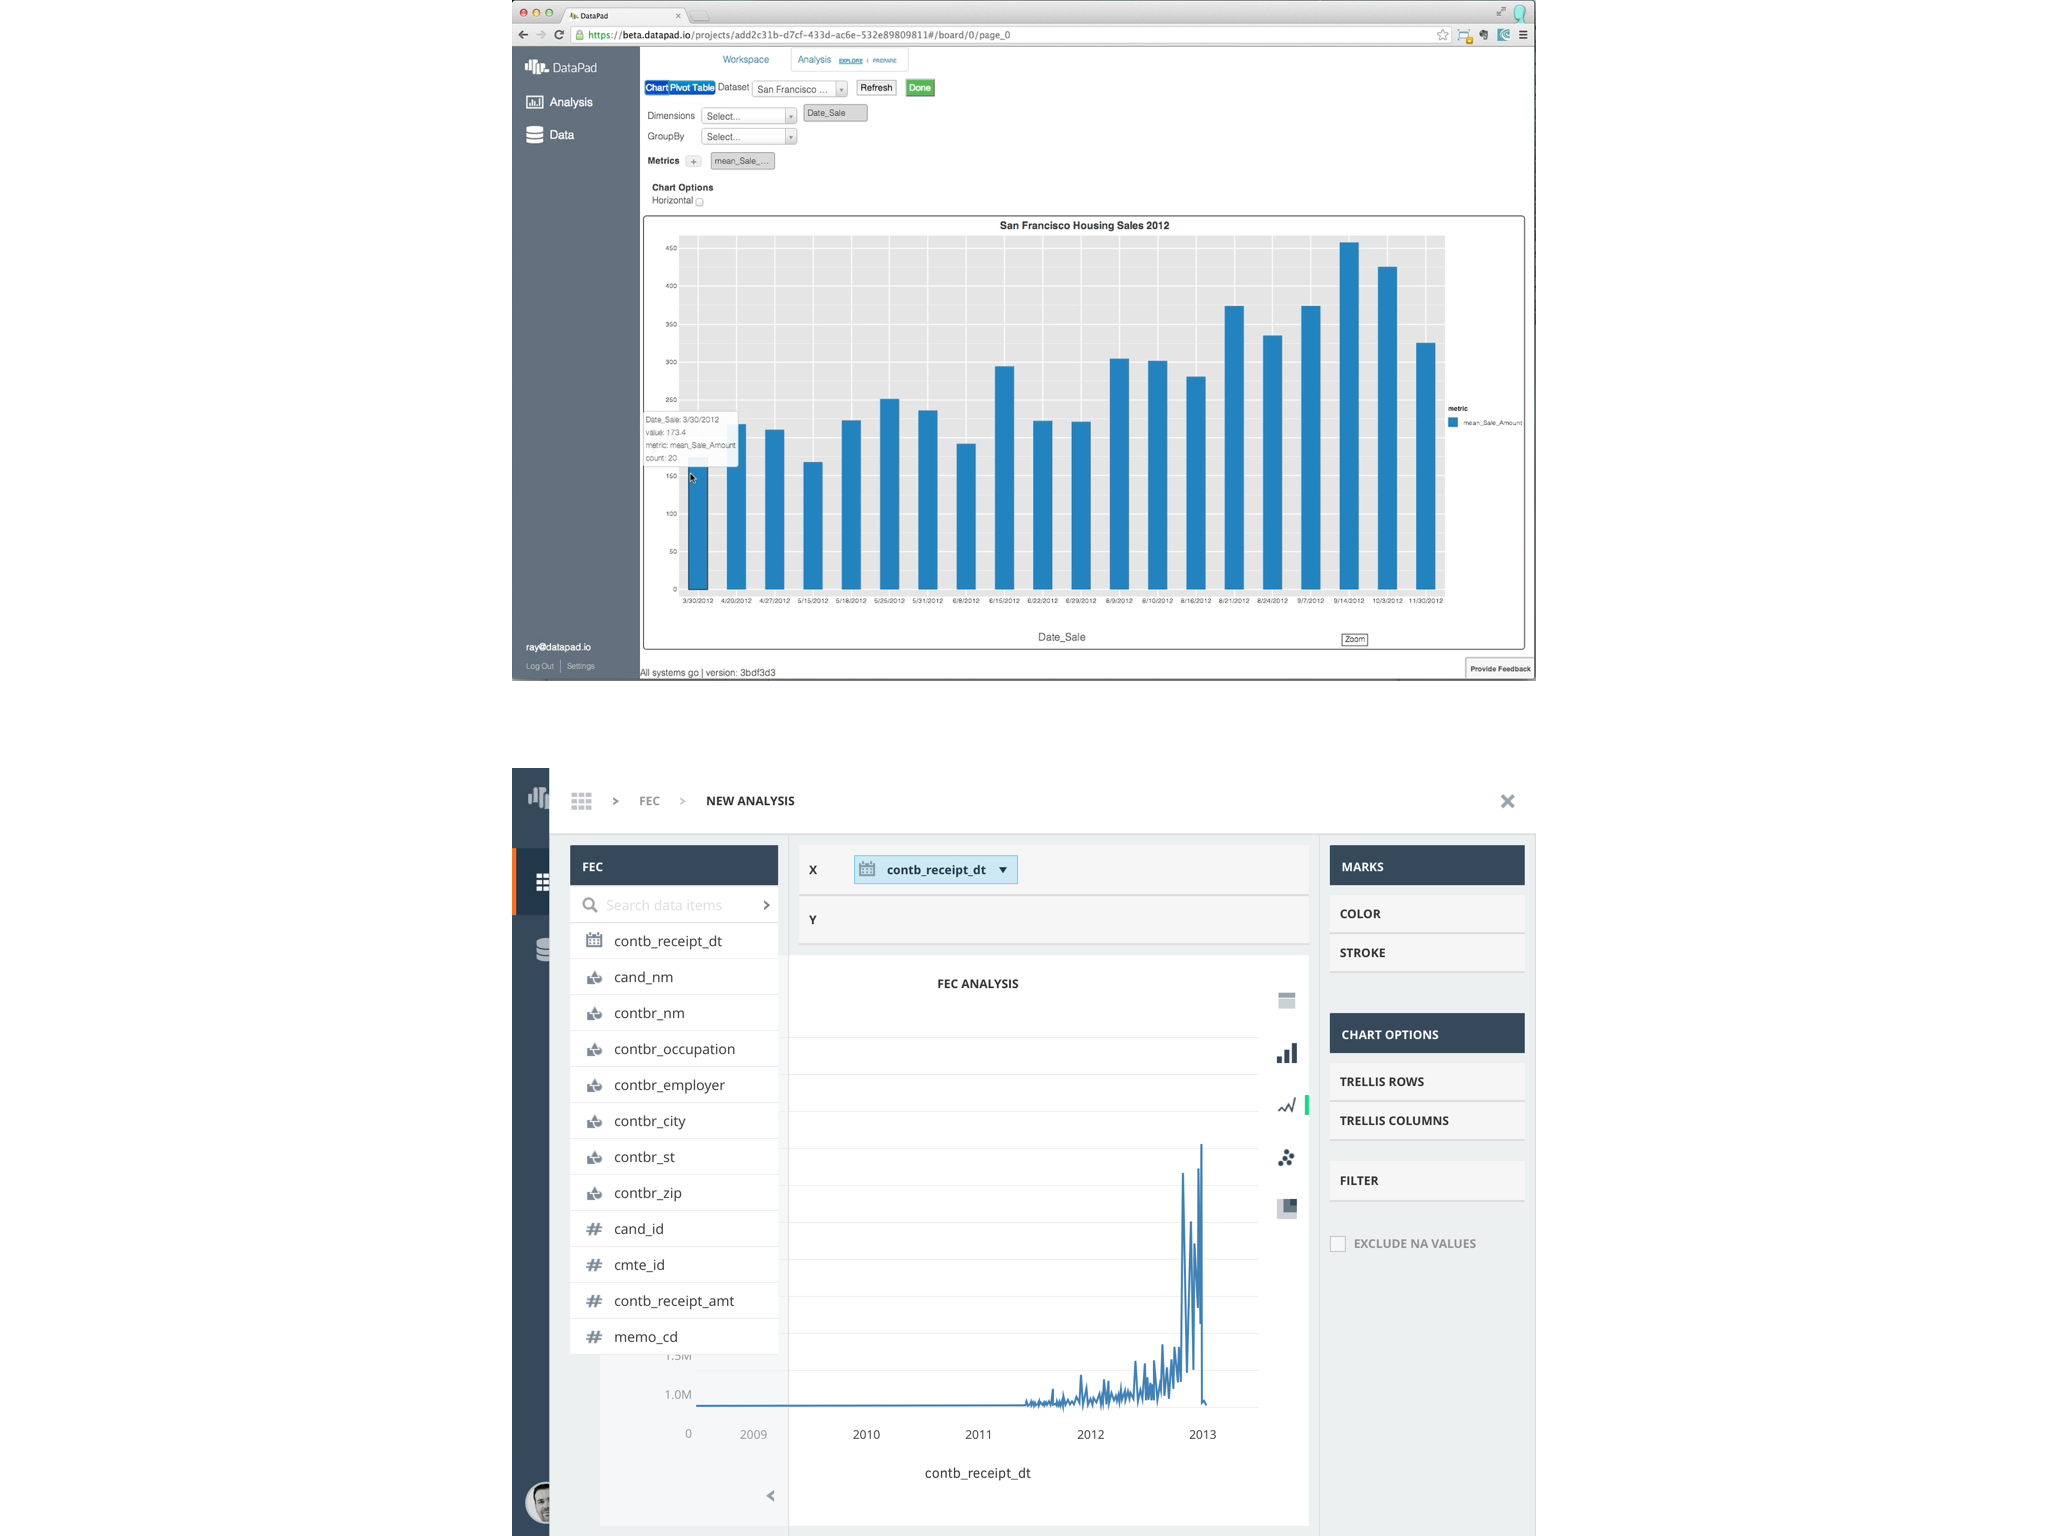 DataPad
https://beta.datapad.io/projects/add2c31b-d7cf-433d-ac6e-532e89809811#/board/0/page_0
DataPad
Analysis
Data
Workspace
Analysis EXPLORE | PREPARE
Chart Pivot Table Dataset San Francisco ... Refresh Done
Dimensions Select... Date_Sale
GroupBy Select...
Metrics + mean_Sale_...
Chart Options
Horizontal
San Francisco Housing Sales 2012
450
400
350
300
250
Date_Sale: 3/30/2012
value: 173.4
metric: mean_Sale_Amount
count: 20
150
100
50
0
metric
mean_Sale_Amount
3/30/2012 4/20/2012 4/27/2012 5/15/2012 5/18/2012 5/25/2012 5/31/2012 6/8/2012 6/15/2012 6/22/2012 6/29/2012 8/9/2012 8/10/2012 8/16/2012 8/21/2012 8/24/2012 9/7/2012 9/14/2012 10/3/2012 11/30/2012
Date_Sale
Zoom
ray@datapad.io
Log Out | Settings
All systems go | version: 3bdf3d3
Provide Feedback
> FEC > NEW ANALYSIS
FEC
Search data items
contb_receipt_dt
cand_nm
contbr_nm
contbr_occupation
contbr_employer
contbr_city
contbr_st
contbr_zip
cand_id
cmte_id
contb_receipt_amt
memo_cd
X contb_receipt_dt
Y
FEC ANALYSIS
1.5M
1.0M
0
2009 2010 2011 2012 2013
contb_receipt_dt
MARKS
COLOR
STROKE
CHART OPTIONS
TRELLIS ROWS
TRELLIS COLUMNS
FILTER
EXCLUDE NA VALUES